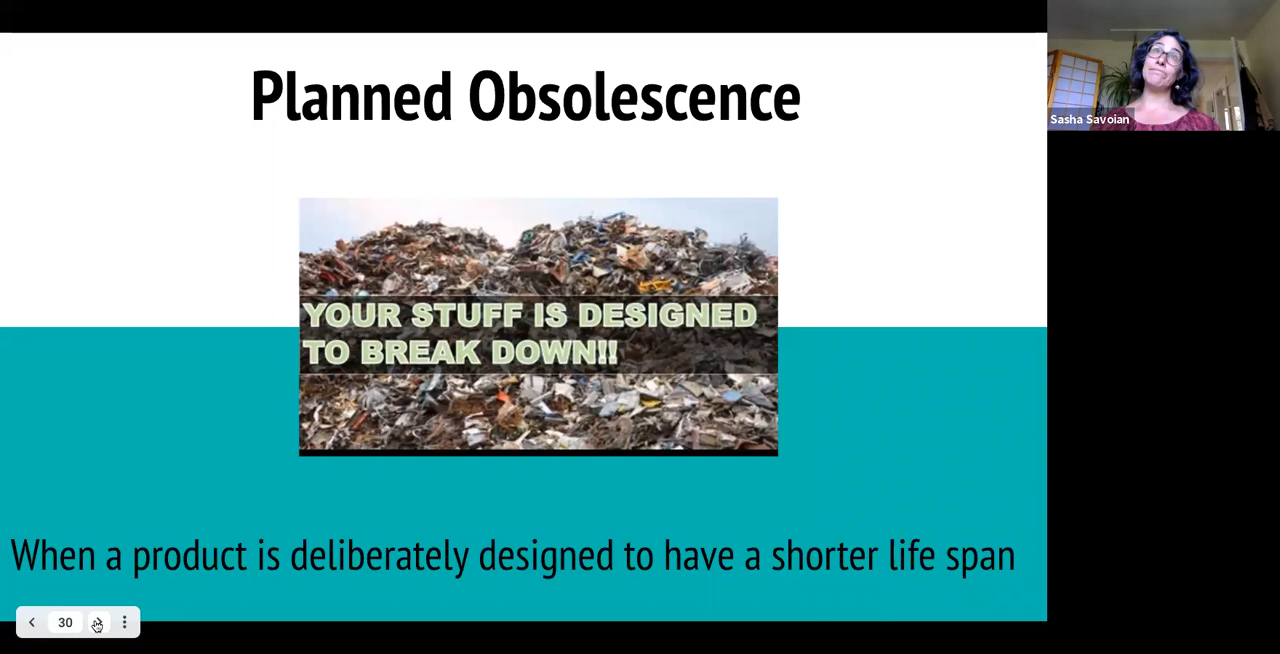 Planned Obsolescence
Sasha Savoian
YOUR STUFF IS DESIGNED
TO BREAK DOWN!!
When a product is deliberately designed to have a shorter life span
30